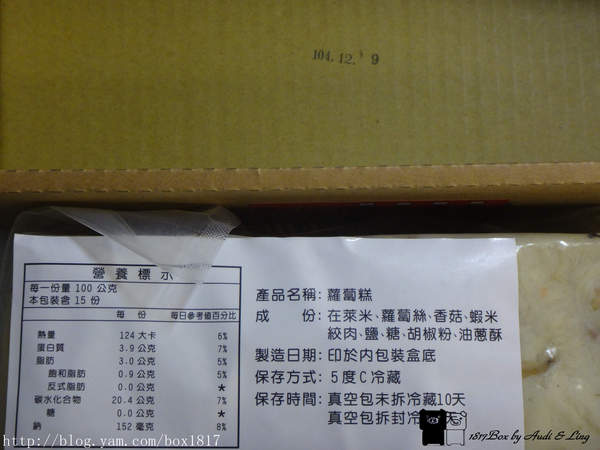 104.12. 9
營養標示
每一份量 100 公克
本包裝含 15 份
每 份 每日參考值百分比
熱量 124 大卡 6%
蛋白質 3.9 公克 7%
脂肪 3.0 公克 5%
飽和脂肪 0.9 公克 5%
反式脂肪 0.0 公克 *
碳水化合物 20.4 公克 7%
糖 0.0 公克 *
鈉 152 毫克 8%
產品名稱: 蘿蔔糕
成 份: 在萊米、蘿蔔絲、香菇、蝦米
絞肉、鹽、糖、胡椒粉、油蔥酥
製造日期: 印於內包裝盒底
保存方式: 5度C冷藏
保存時間: 真空包未拆冷藏10天
真空包拆封冷 天
http://blog.yam.com/box1817
1817Box by Audi & Ling